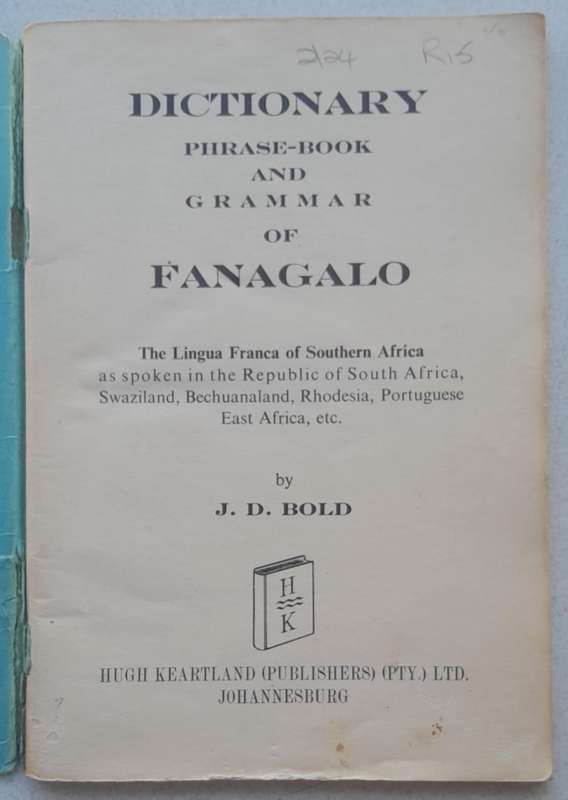 2/24 R15
DICTIONARY
PHRASE-BOOK
AND
GRAMMAR
OF
FANAGALO
The Lingua Franca of Southern Africa
as spoken in the Republic of South Africa,
Swaziland, Bechuanaland, Rhodesia, Portuguese
East Africa, etc.
by
J. D. BOLD
H
K
HUGH KEARTLAND (PUBLISHERS) (PTY.) LTD.
JOHANNESBURG